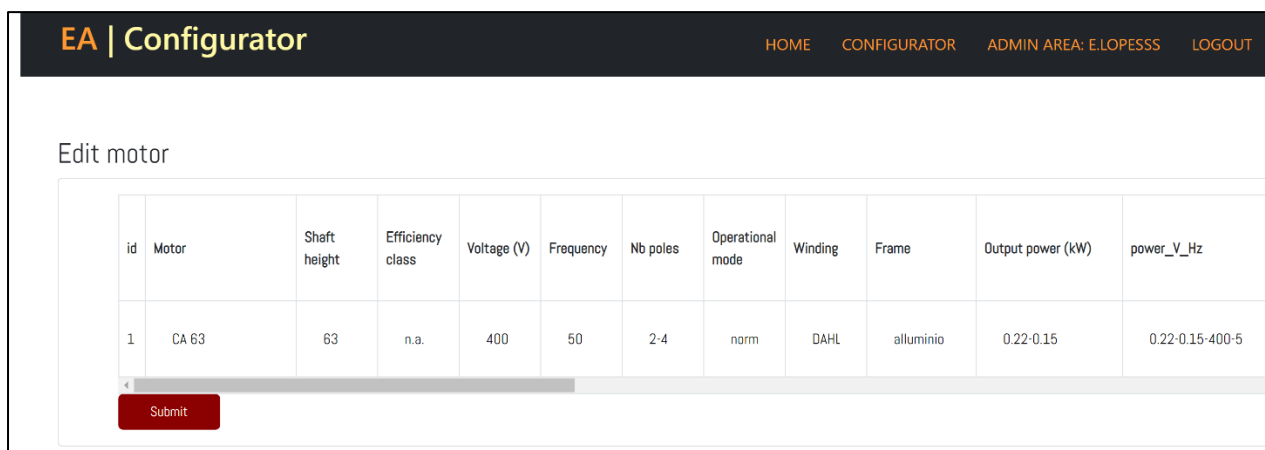 EA | Configurator
HOME CONFIGURATOR ADMIN AREA: E.LOPESSS LOGOUT
Edit motor
id Motor Shaft height Efficiency class Voltage (V) Frequency Nb poles Operational mode Winding Frame Output power (kW) power_V_Hz
1 CA 63 63 n.a. 400 50 2-4 norm DAHL alluminio 0.22-0.15 0.22-0.15-400-5
Submit